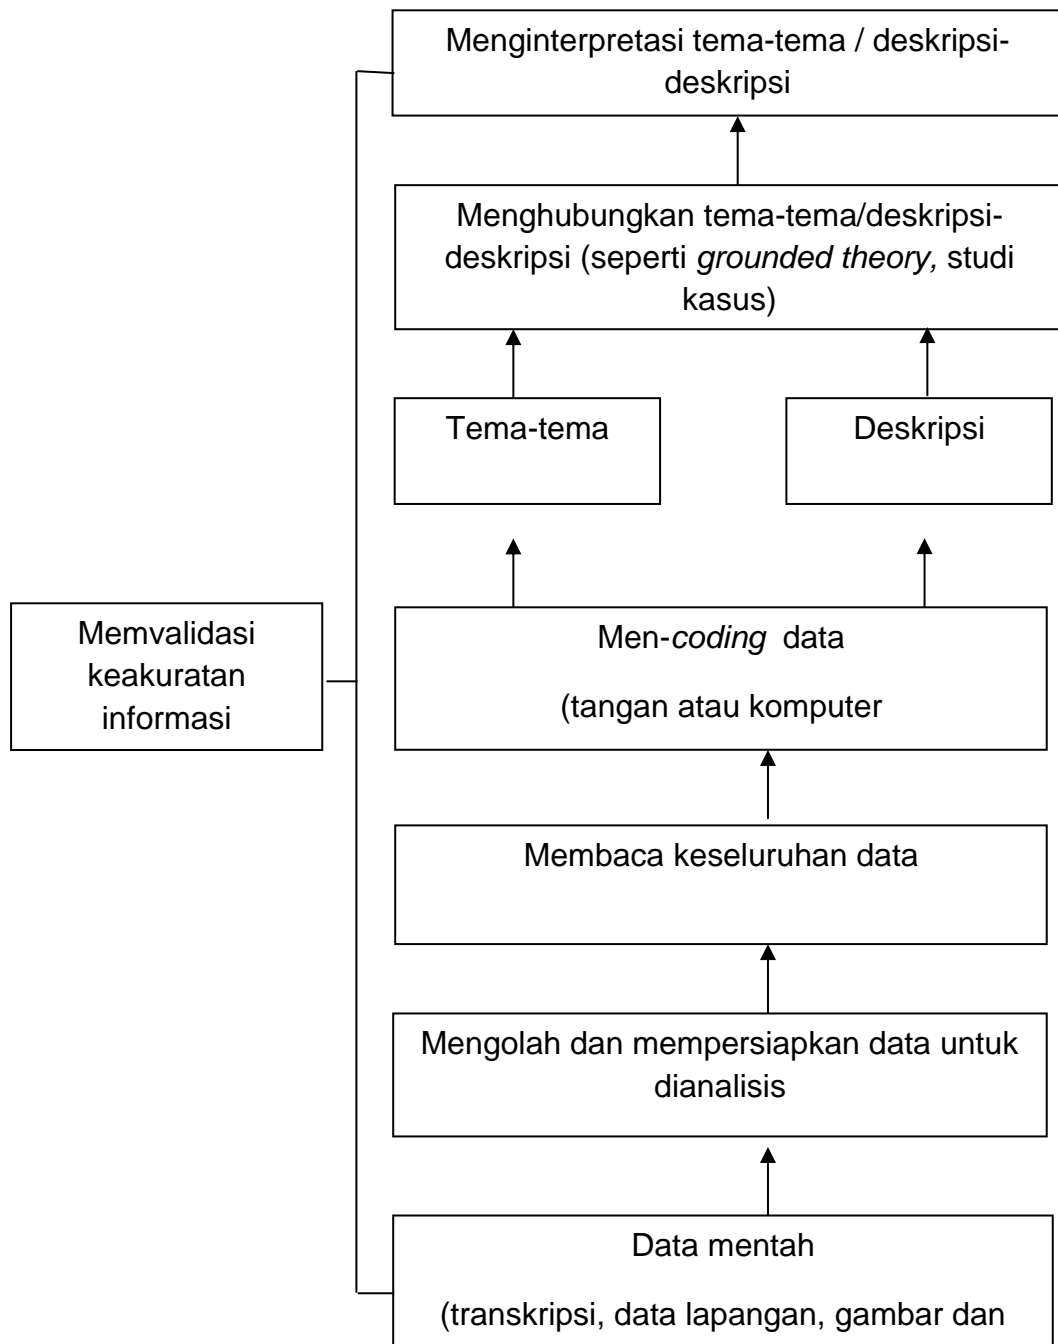 Menginterpretasi tema-tema / deskripsi-
deskripsi
Menghubungkan tema-tema/deskripsi-
deskripsi (seperti grounded theory, studi
kasus)
Tema-tema
Deskripsi
Memvalidasi
keakuratan
informasi
Men-coding data
(tangan atau komputer
Membaca keseluruhan data
Mengolah dan mempersiapkan data untuk
dianalisis
Data mentah
(transkripsi, data lapangan, gambar dan